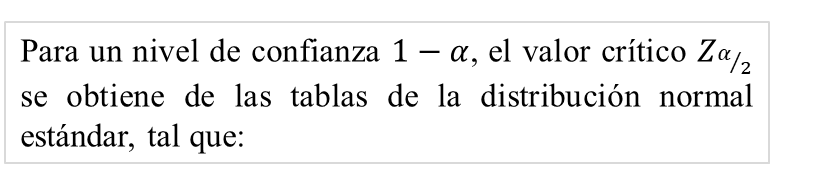 Para un nivel de confianza 1 − α, el valor crítico Zα/2
se obtiene de las tablas de la distribución normal
estándar, tal que: